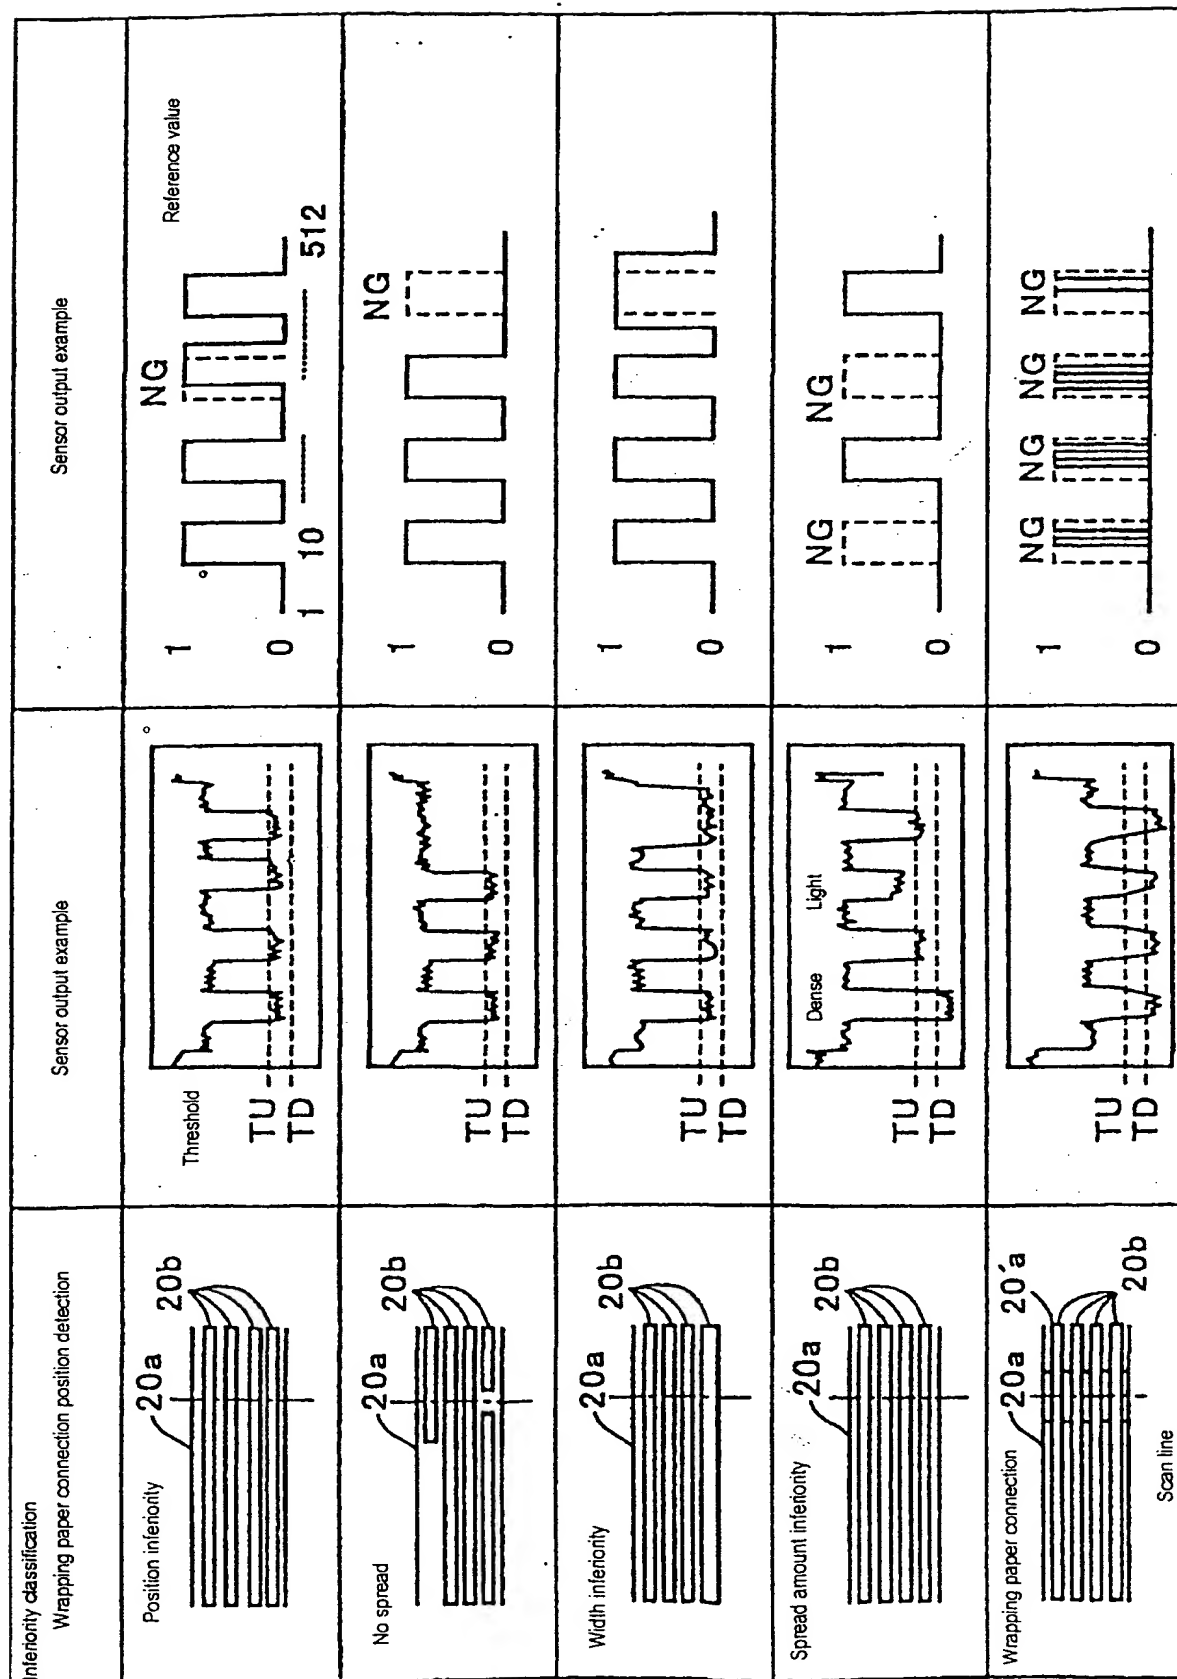 Inferiority classification
Wrapping paper connection position detection
Sensor output example
Sensor output example
Position inferiority
20a
20b
Threshold
TU
TD
1
0
NG
Reference value
1
10
512
No spread
20a
20b
TU
TD
1
0
NG
Width inferiority
20a
20b
TU
TD
1
0
Spread amount inferiority
20a
20b
Dense
Light
TU
TD
1
0
NG
NG
Wrapping paper connection
20a
20'a
20b
Scan line
TU
TD
1
0
NG
NG
NG
NG